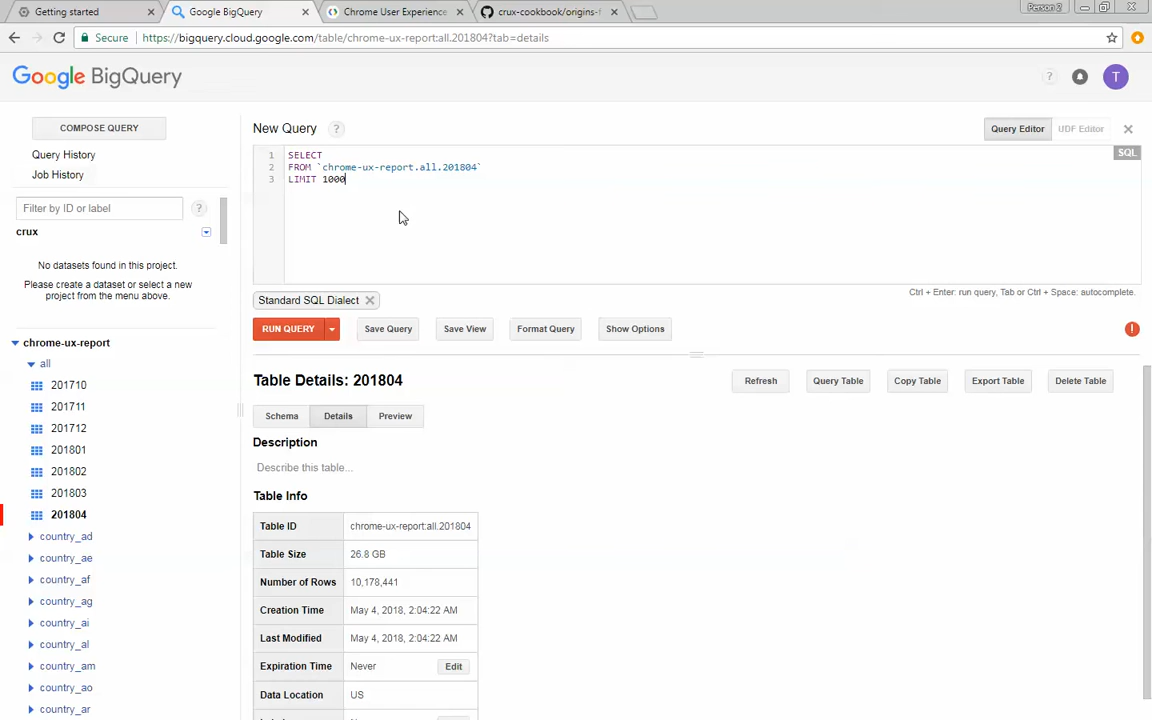 Getting started
Google BigQuery
Chrome User Experience
crux-cookbook/origins-f
Person 2
Secure
https://bigquery.cloud.google.com/table/chrome-ux-report:all.201804?tab=details
Google BigQuery
?
T
COMPOSE QUERY
Query History
Job History
Filter by ID or label
?
crux
No datasets found in this project.
Please create a dataset or select a new
project from the menu above.
chrome-ux-report
all
201710
201711
201712
201801
201802
201803
201804
country_ad
country_ae
country_af
country_ag
country_ai
country_al
country_am
country_ao
country_ar
New Query ?
Query Editor
UDF Editor
SQL
1 SELECT
2 FROM `chrome-ux-report.all.201804`
3 LIMIT 1000
Ctrl + Enter: run query, Tab or Ctrl + Space: autocomplete.
Standard SQL Dialect
RUN QUERY
Save Query
Save View
Format Query
Show Options
!
Table Details: 201804
Refresh
Query Table
Copy Table
Export Table
Delete Table
Schema
Details
Preview
Description
Describe this table...
Table Info
Table ID chrome-ux-report:all.201804
Table Size 26.8 GB
Number of Rows 10,178,441
Creation Time May 4, 2018, 2:04:22 AM
Last Modified May 4, 2018, 2:04:22 AM
Expiration Time Never Edit
Data Location US